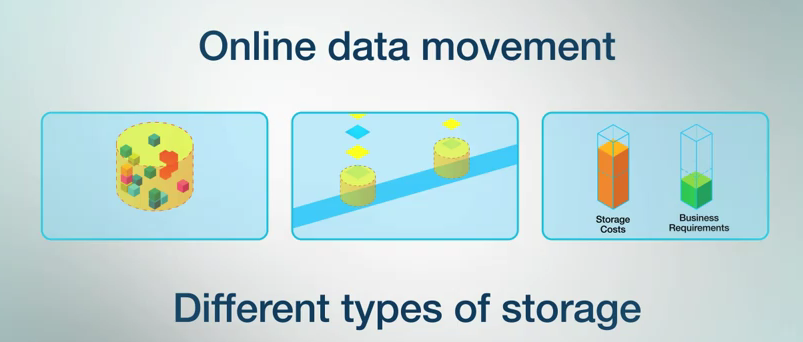 Online data movement
Storage
Costs
Business
Requirements
Different types of storage